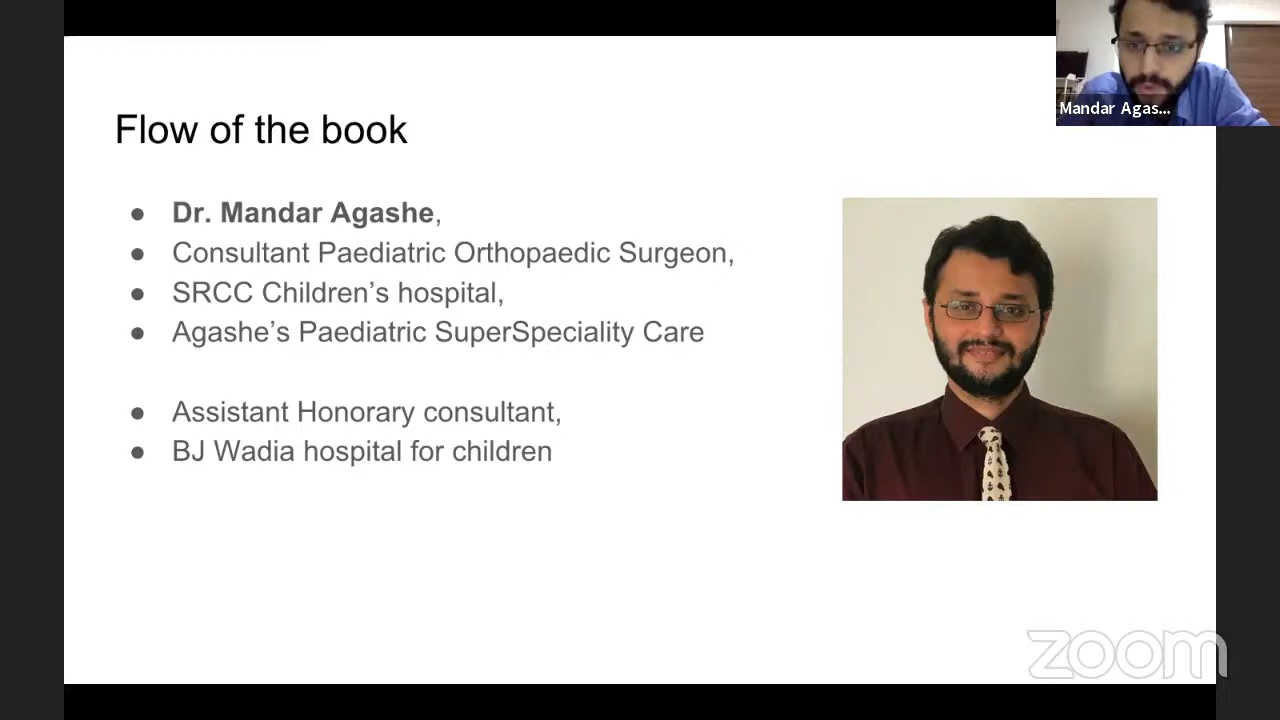 Mandar Agas...
Flow of the book
● Dr. Mandar Agashe,
● Consultant Paediatric Orthopaedic Surgeon,
● SRCC Children’s hospital,
● Agashe’s Paediatric SuperSpeciality Care
● Assistant Honorary consultant,
● BJ Wadia hospital for children
zoom